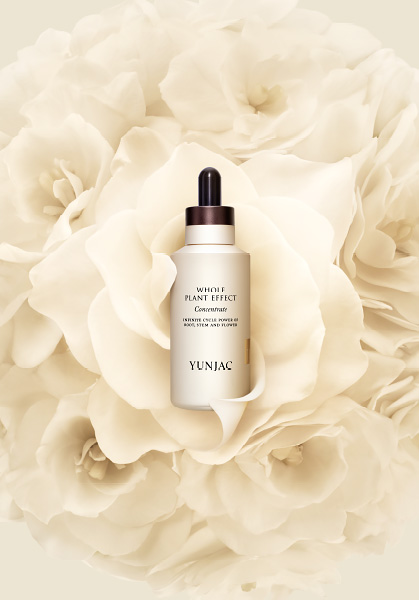 WHOLE
PLANT EFFECT
Concentrate
INFINITE CYCLE POWER OF
ROOT, STEM AND FLOWER
YUNJAC